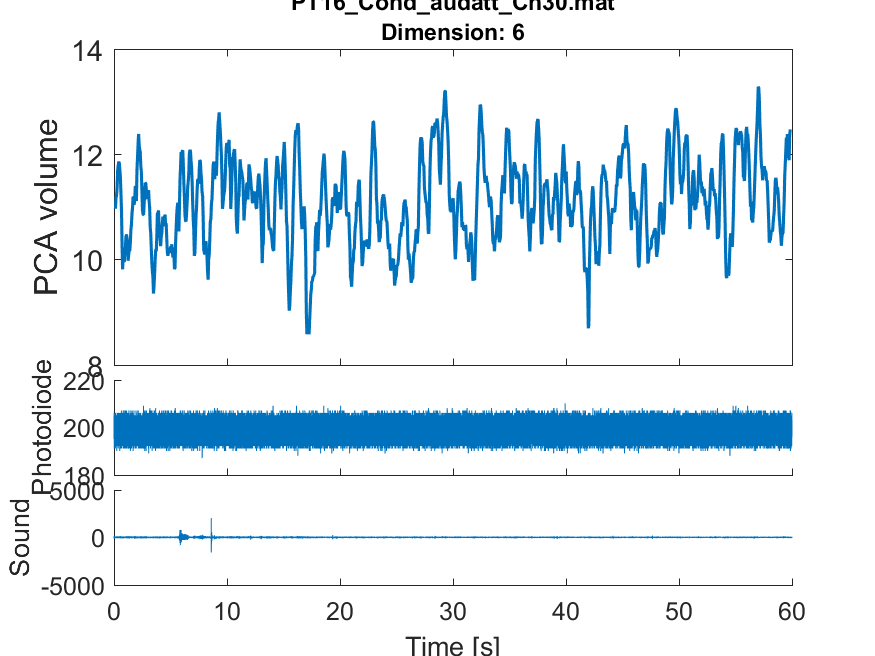 PT16_Cond_audatt_Ch30.mat
Dimension: 6
14
12
10
8
PCA volume
220
200
180
Photodiode
5000
0
-5000
Sound
0 10 20 30 40 50 60
Time [s]